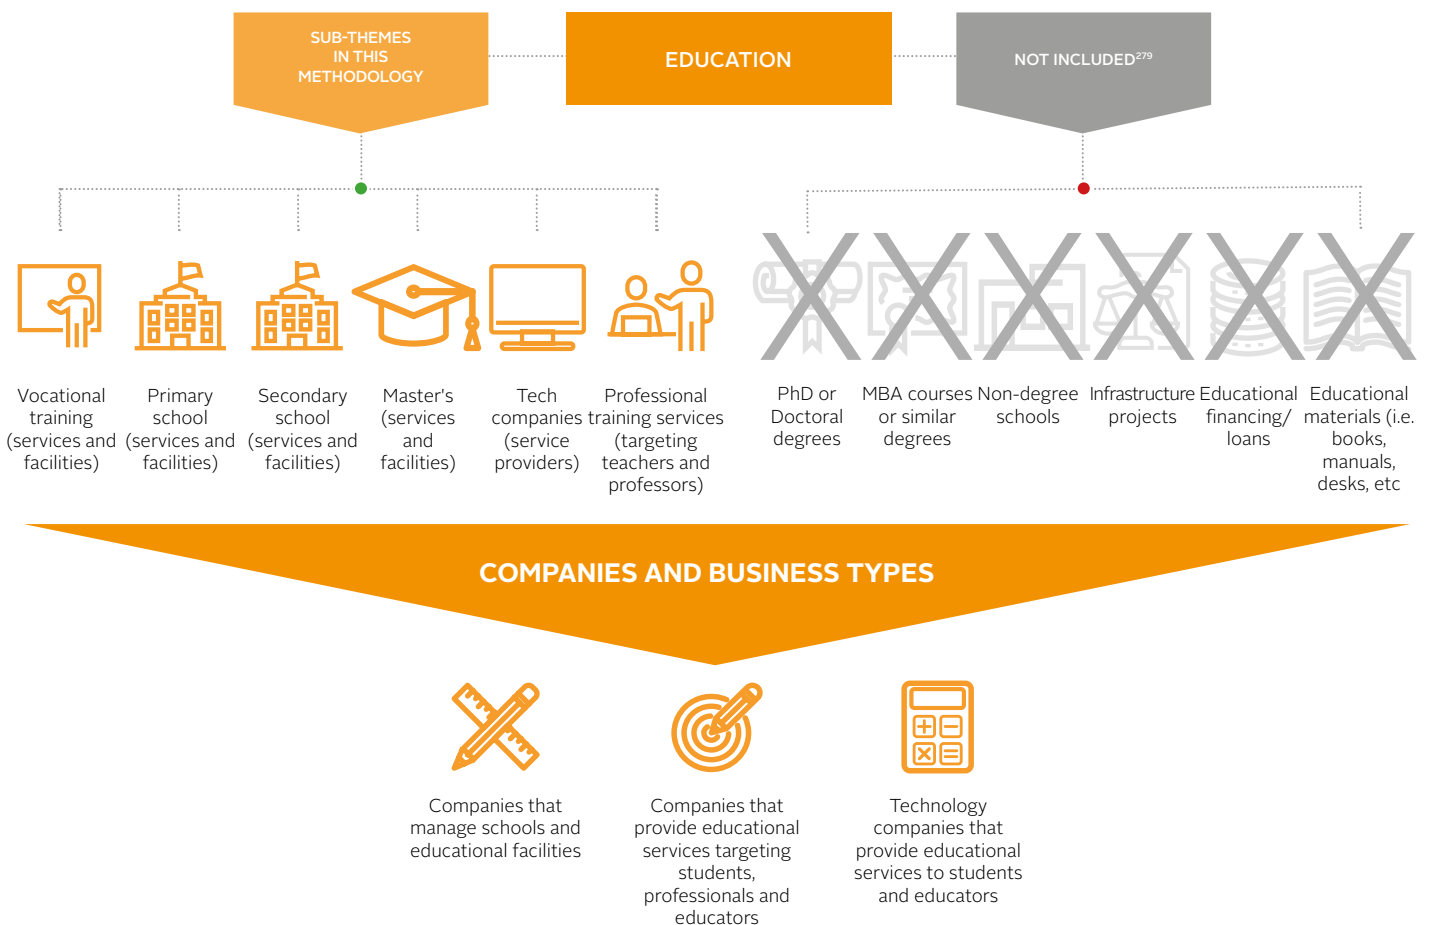 SUB-THEMES
IN THIS
METHODOLOGY
EDUCATION
NOT INCLUDED279
Vocational
training
(services and
facilities)
Primary
school
(services and
facilities)
Secondary
school
(services and
facilities)
Master's
(services
and
facilities)
Tech
companies
(service
providers)
Professional
training services
(targeting
teachers and
professors)
PhD or
Doctoral
degrees
MBA courses
or similar
degrees
Non-degree
schools
Infrastructure
projects
Educational
financing/
loans
Educational
materials (i.e.
books,
manuals,
desks, etc
COMPANIES AND BUSINESS TYPES
Companies that
manage schools and
educational facilities
Companies that
provide educational
services targeting
students,
professionals and
educators
Technology
companies that
provide educational
services to students
and educators